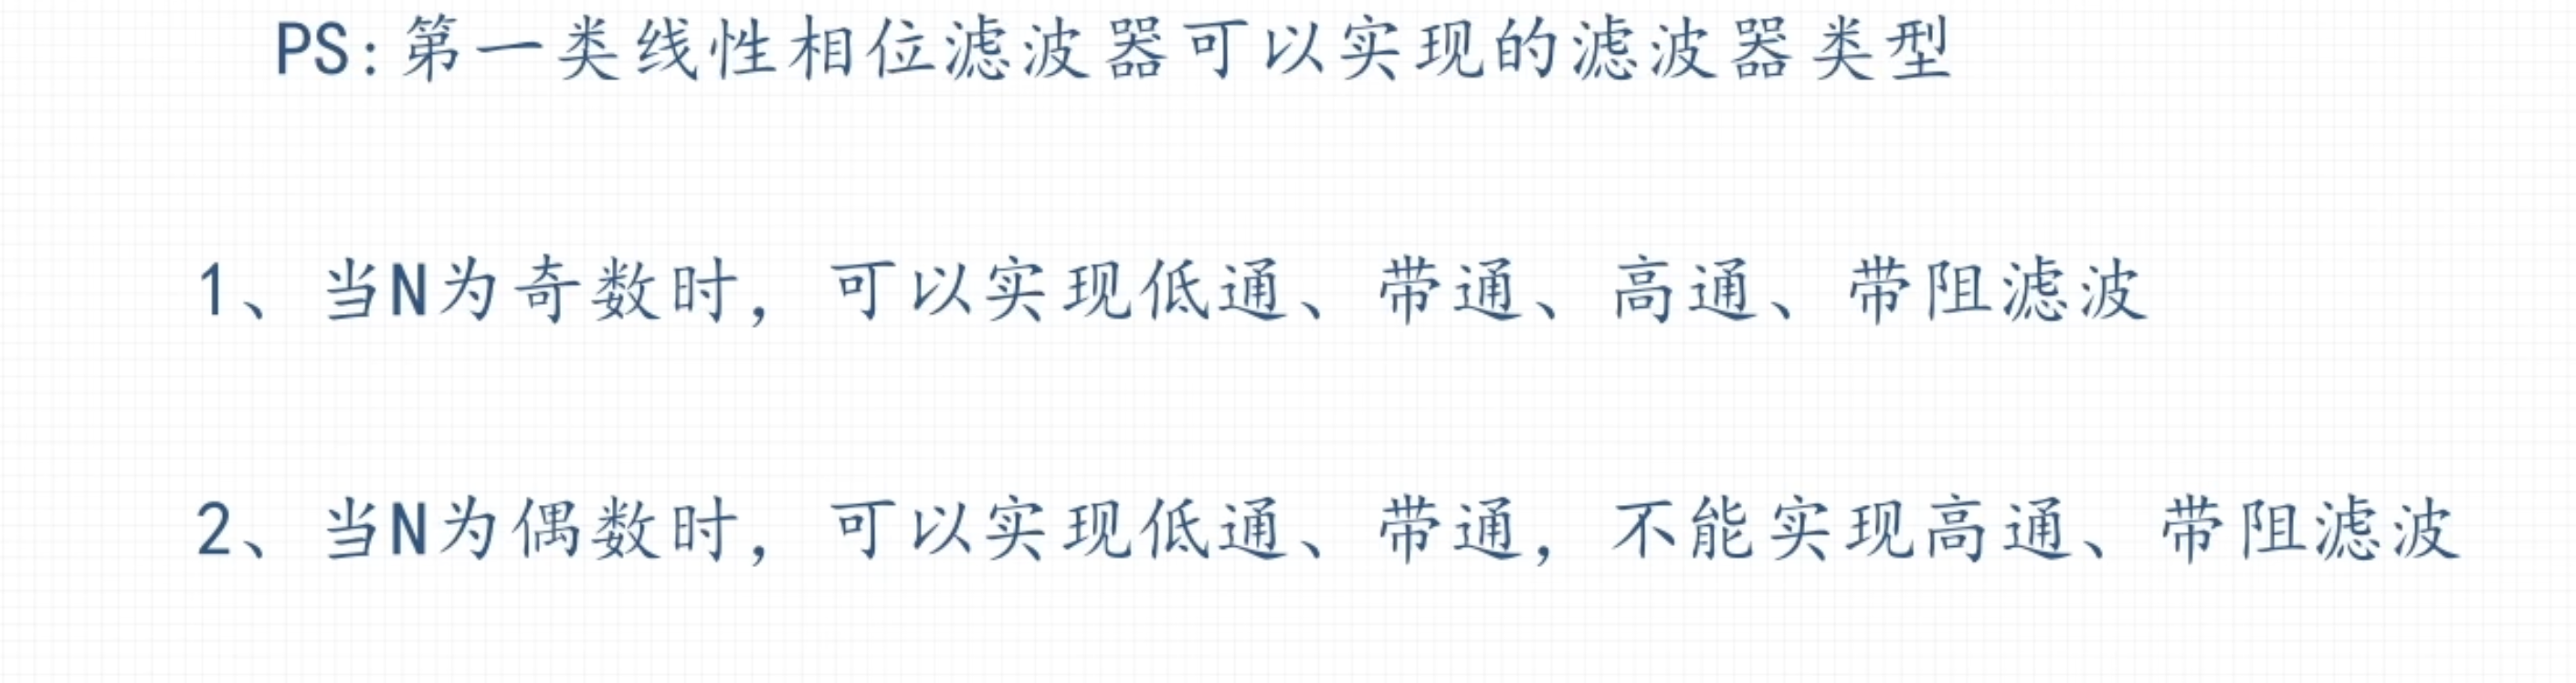 PS:第一类线性相位滤波器可以实现的滤波器类型
1、当N为奇数时，可以实现低通、带通、高通、带阻滤波
2、当N为偶数时，可以实现低通、带通，不能实现高通、带阻滤波